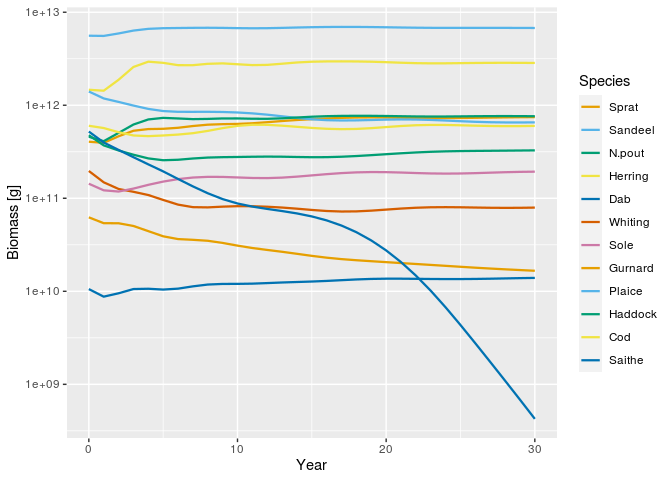 1e+13
1e+12
1e+11
1e+10
1e+09
Biomass [g]
0
10
20
30
Year
Species
Sprat
Sandeel
N.pout
Herring
Dab
Whiting
Sole
Gurnard
Plaice
Haddock
Cod
Saithe